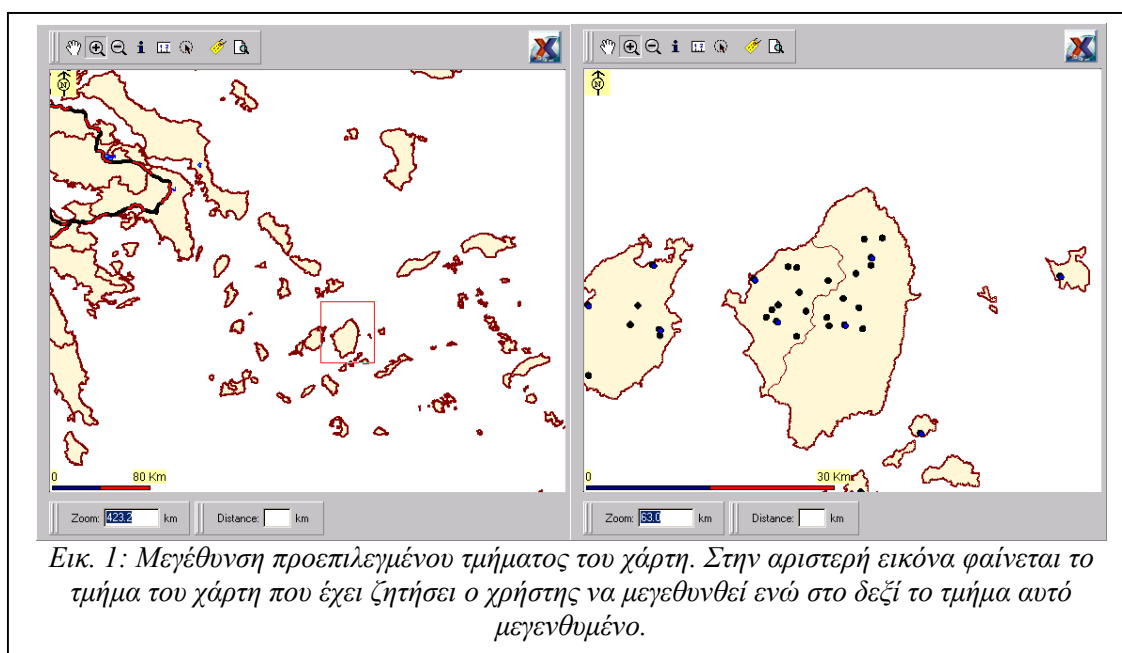 N
N
0 80 Km
0 30 Km
Zoom: 423.2 km Distance: km
Zoom: 63.0 km Distance: km
Εικ. 1: Μεγέθυνση προεπιλεγμένου τμήματος του χάρτη. Στην αριστερή εικόνα φαίνεται το
τμήμα του χάρτη που έχει ζητήσει ο χρήστης να μεγεθυνθεί ενώ στο δεξί το τμήμα αυτό
μεγενθυμένο.